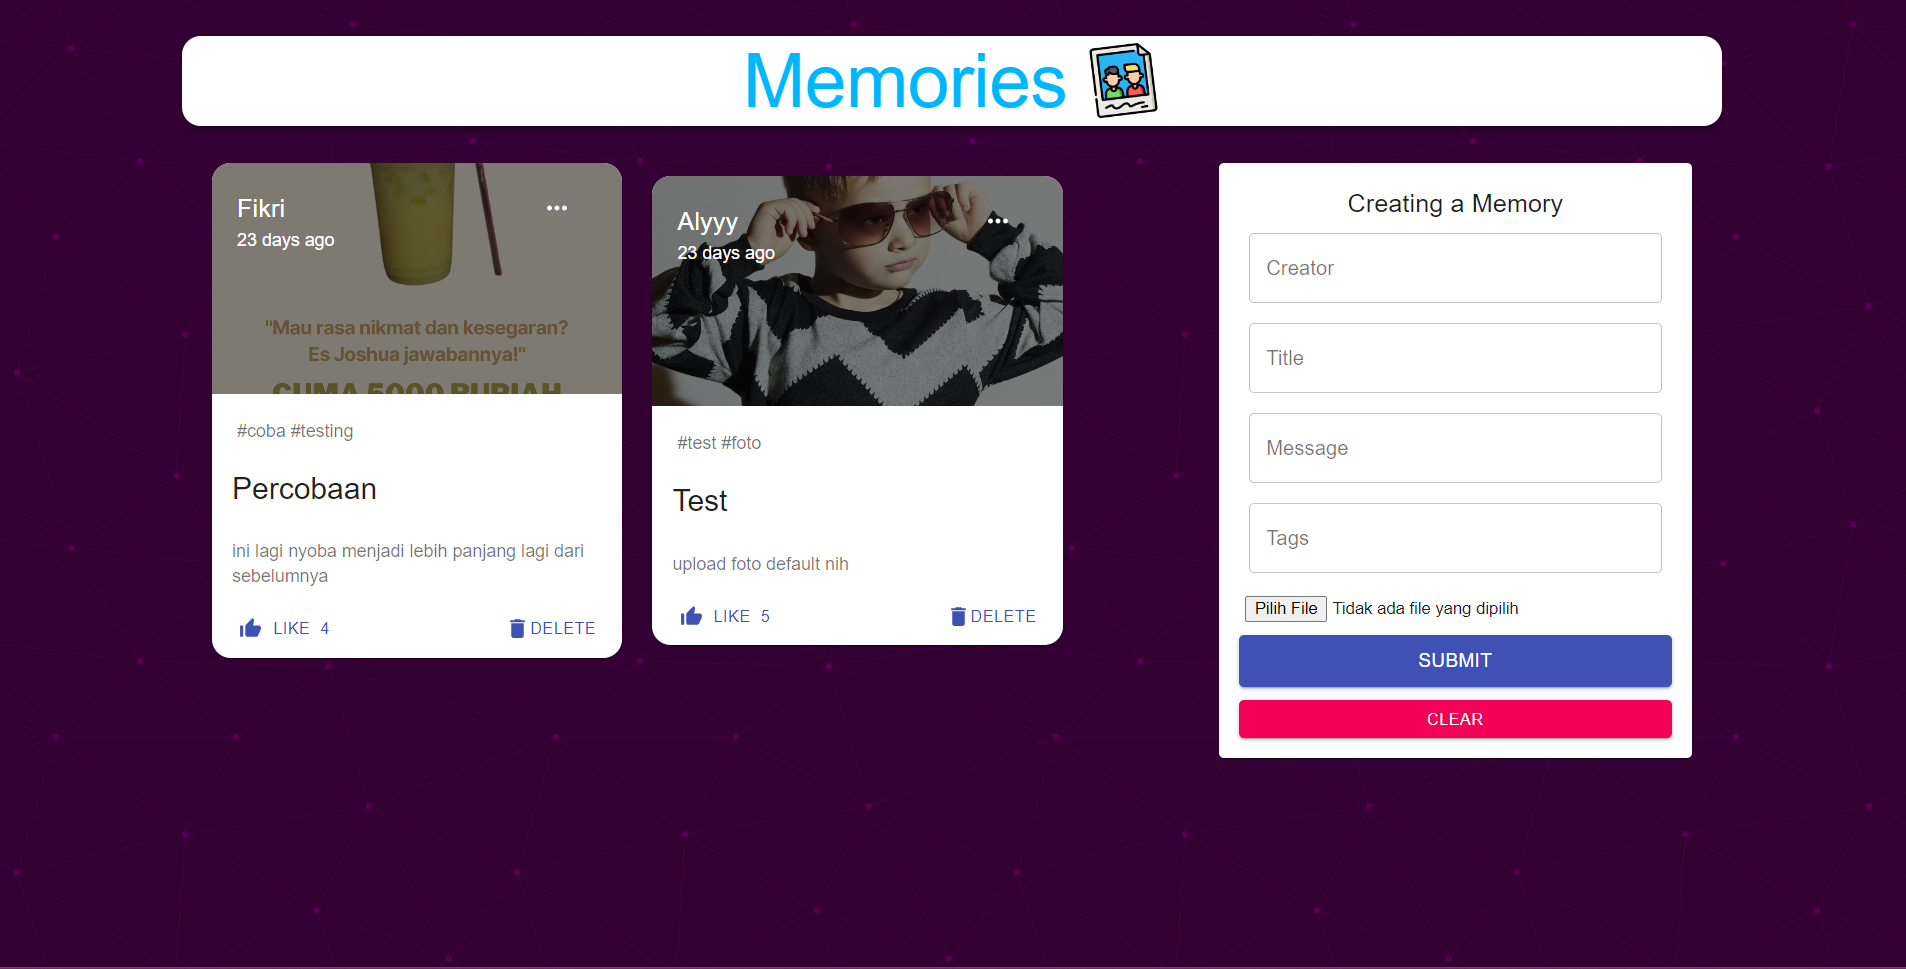 Memories
Fikri
23 days ago
"Mau rasa nikmat dan kesegaran?
Es Joshua jawabannya!"
CUMA 5000 RUPIAH
#coba #testing
Percobaan
ini lagi nyoba menjadi lebih panjang lagi dari
sebelumnya
LIKE 4
DELETE
Alyyy
23 days ago
#test #foto
Test
upload foto default nih
LIKE 5
DELETE
Creating a Memory
Creator
Title
Message
Tags
Pilih File Tidak ada file yang dipilih
SUBMIT
CLEAR